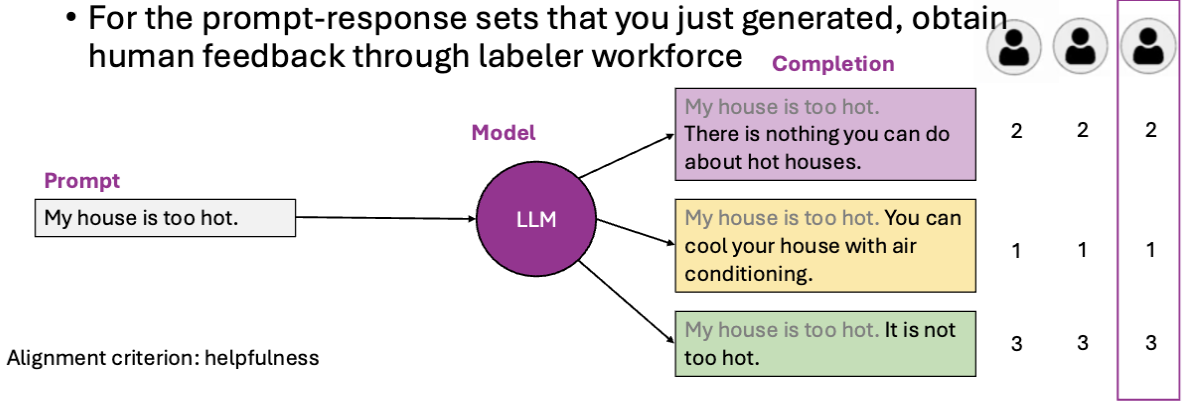 • For the prompt-response sets that you just generated, obtain
human feedback through labeler workforce
Completion
Model
Prompt
My house is too hot.
LLM
My house is too hot.
There is nothing you can do
about hot houses.
2 2 2
My house is too hot. You can
cool your house with air
conditioning.
1 1 1
My house is too hot. It is not
too hot.
3 3 3
Alignment criterion: helpfulness